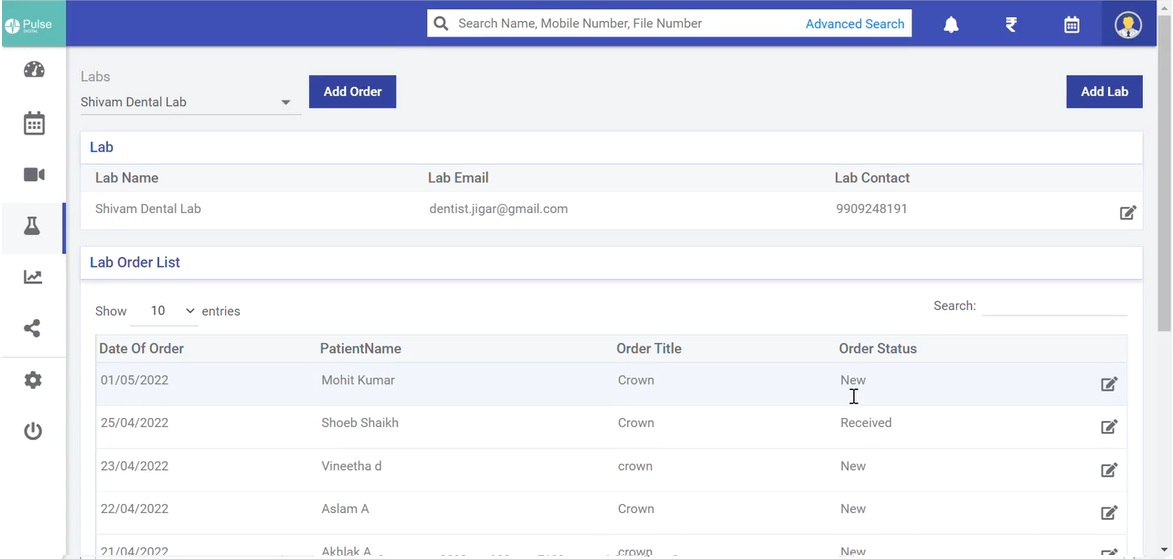 Pulse
DIGITAL
Search Name, Mobile Number, File Number Advanced Search
Labs
Shivam Dental Lab Add Order Add Lab
Lab
Lab Name Lab Email Lab Contact
Shivam Dental Lab dentist.jigar@gmail.com 9909248191
Lab Order List
Show 10 entries Search:
Date Of Order PatientName Order Title Order Status
01/05/2022 Mohit Kumar Crown New
25/04/2022 Shoeb Shaikh Crown Received
23/04/2022 Vineetha d crown New
22/04/2022 Aslam A Crown New
21/04/2022 Akhlak A crown New